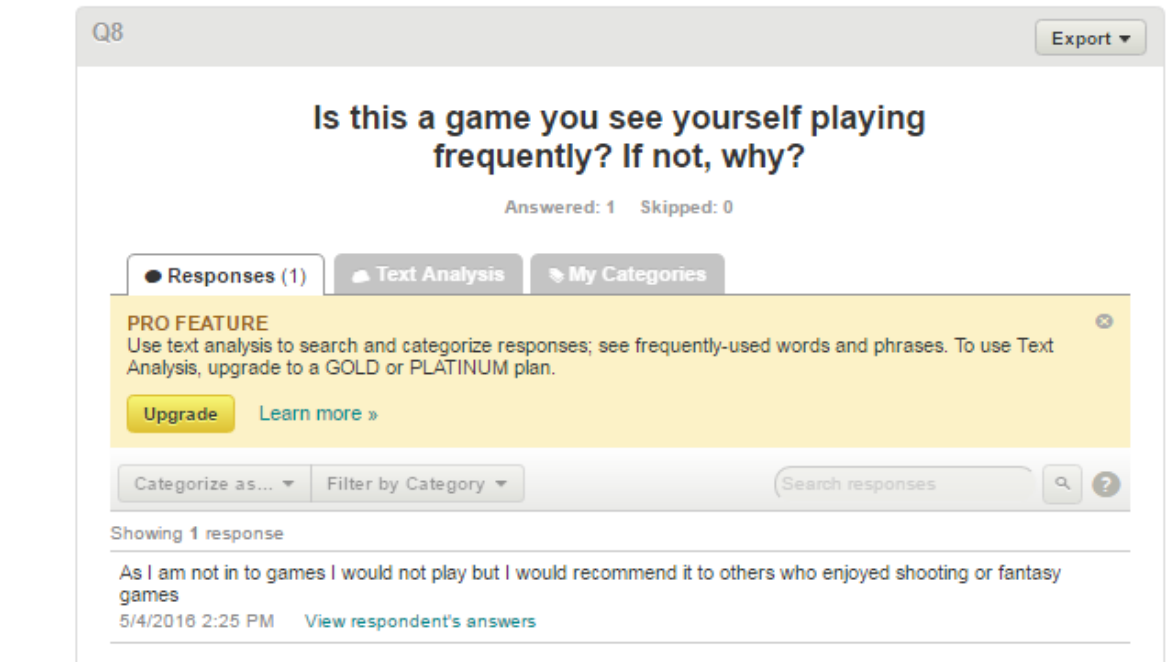 Q8
Export
Is this a game you see yourself playing
frequently? If not, why?
Answered: 1 Skipped: 0
Responses (1) Text Analysis My Categories
PRO FEATURE
Use text analysis to search and categorize responses; see frequently-used words and phrases. To use Text
Analysis, upgrade to a GOLD or PLATINUM plan.
Upgrade Learn more »
Categorize as... Filter by Category Search responses ?
Showing 1 response
As I am not in to games I would not play but I would recommend it to others who enjoyed shooting or fantasy
games
5/4/2016 2:25 PM View respondent's answers